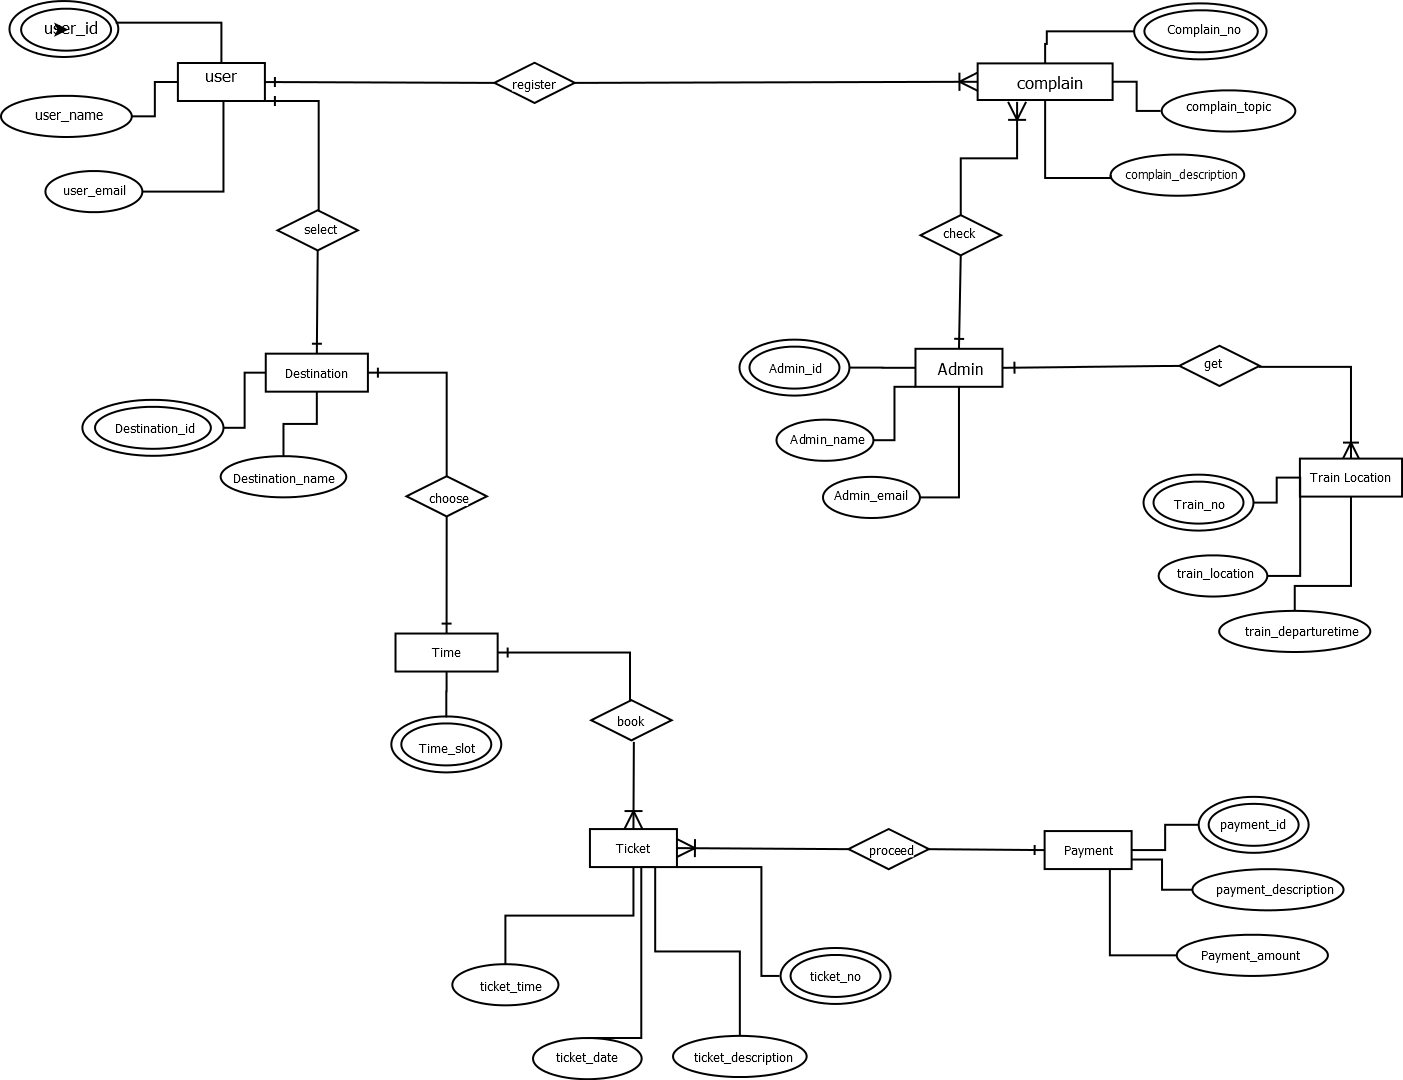 user_id
user
Complain_no
register
complain
user_name
complain_topic
user_email
complain_description
select
check
Destination
Admin_id
Admin
get
Destination_id
Destination_name
Admin_name
Admin_email
choose
Train Location
Train_no
train_location
train_departuretime
Time
Time_slot
book
Ticket
proceed
Payment
payment_id
payment_description
Payment_amount
ticket_time
ticket_no
ticket_date
ticket_description